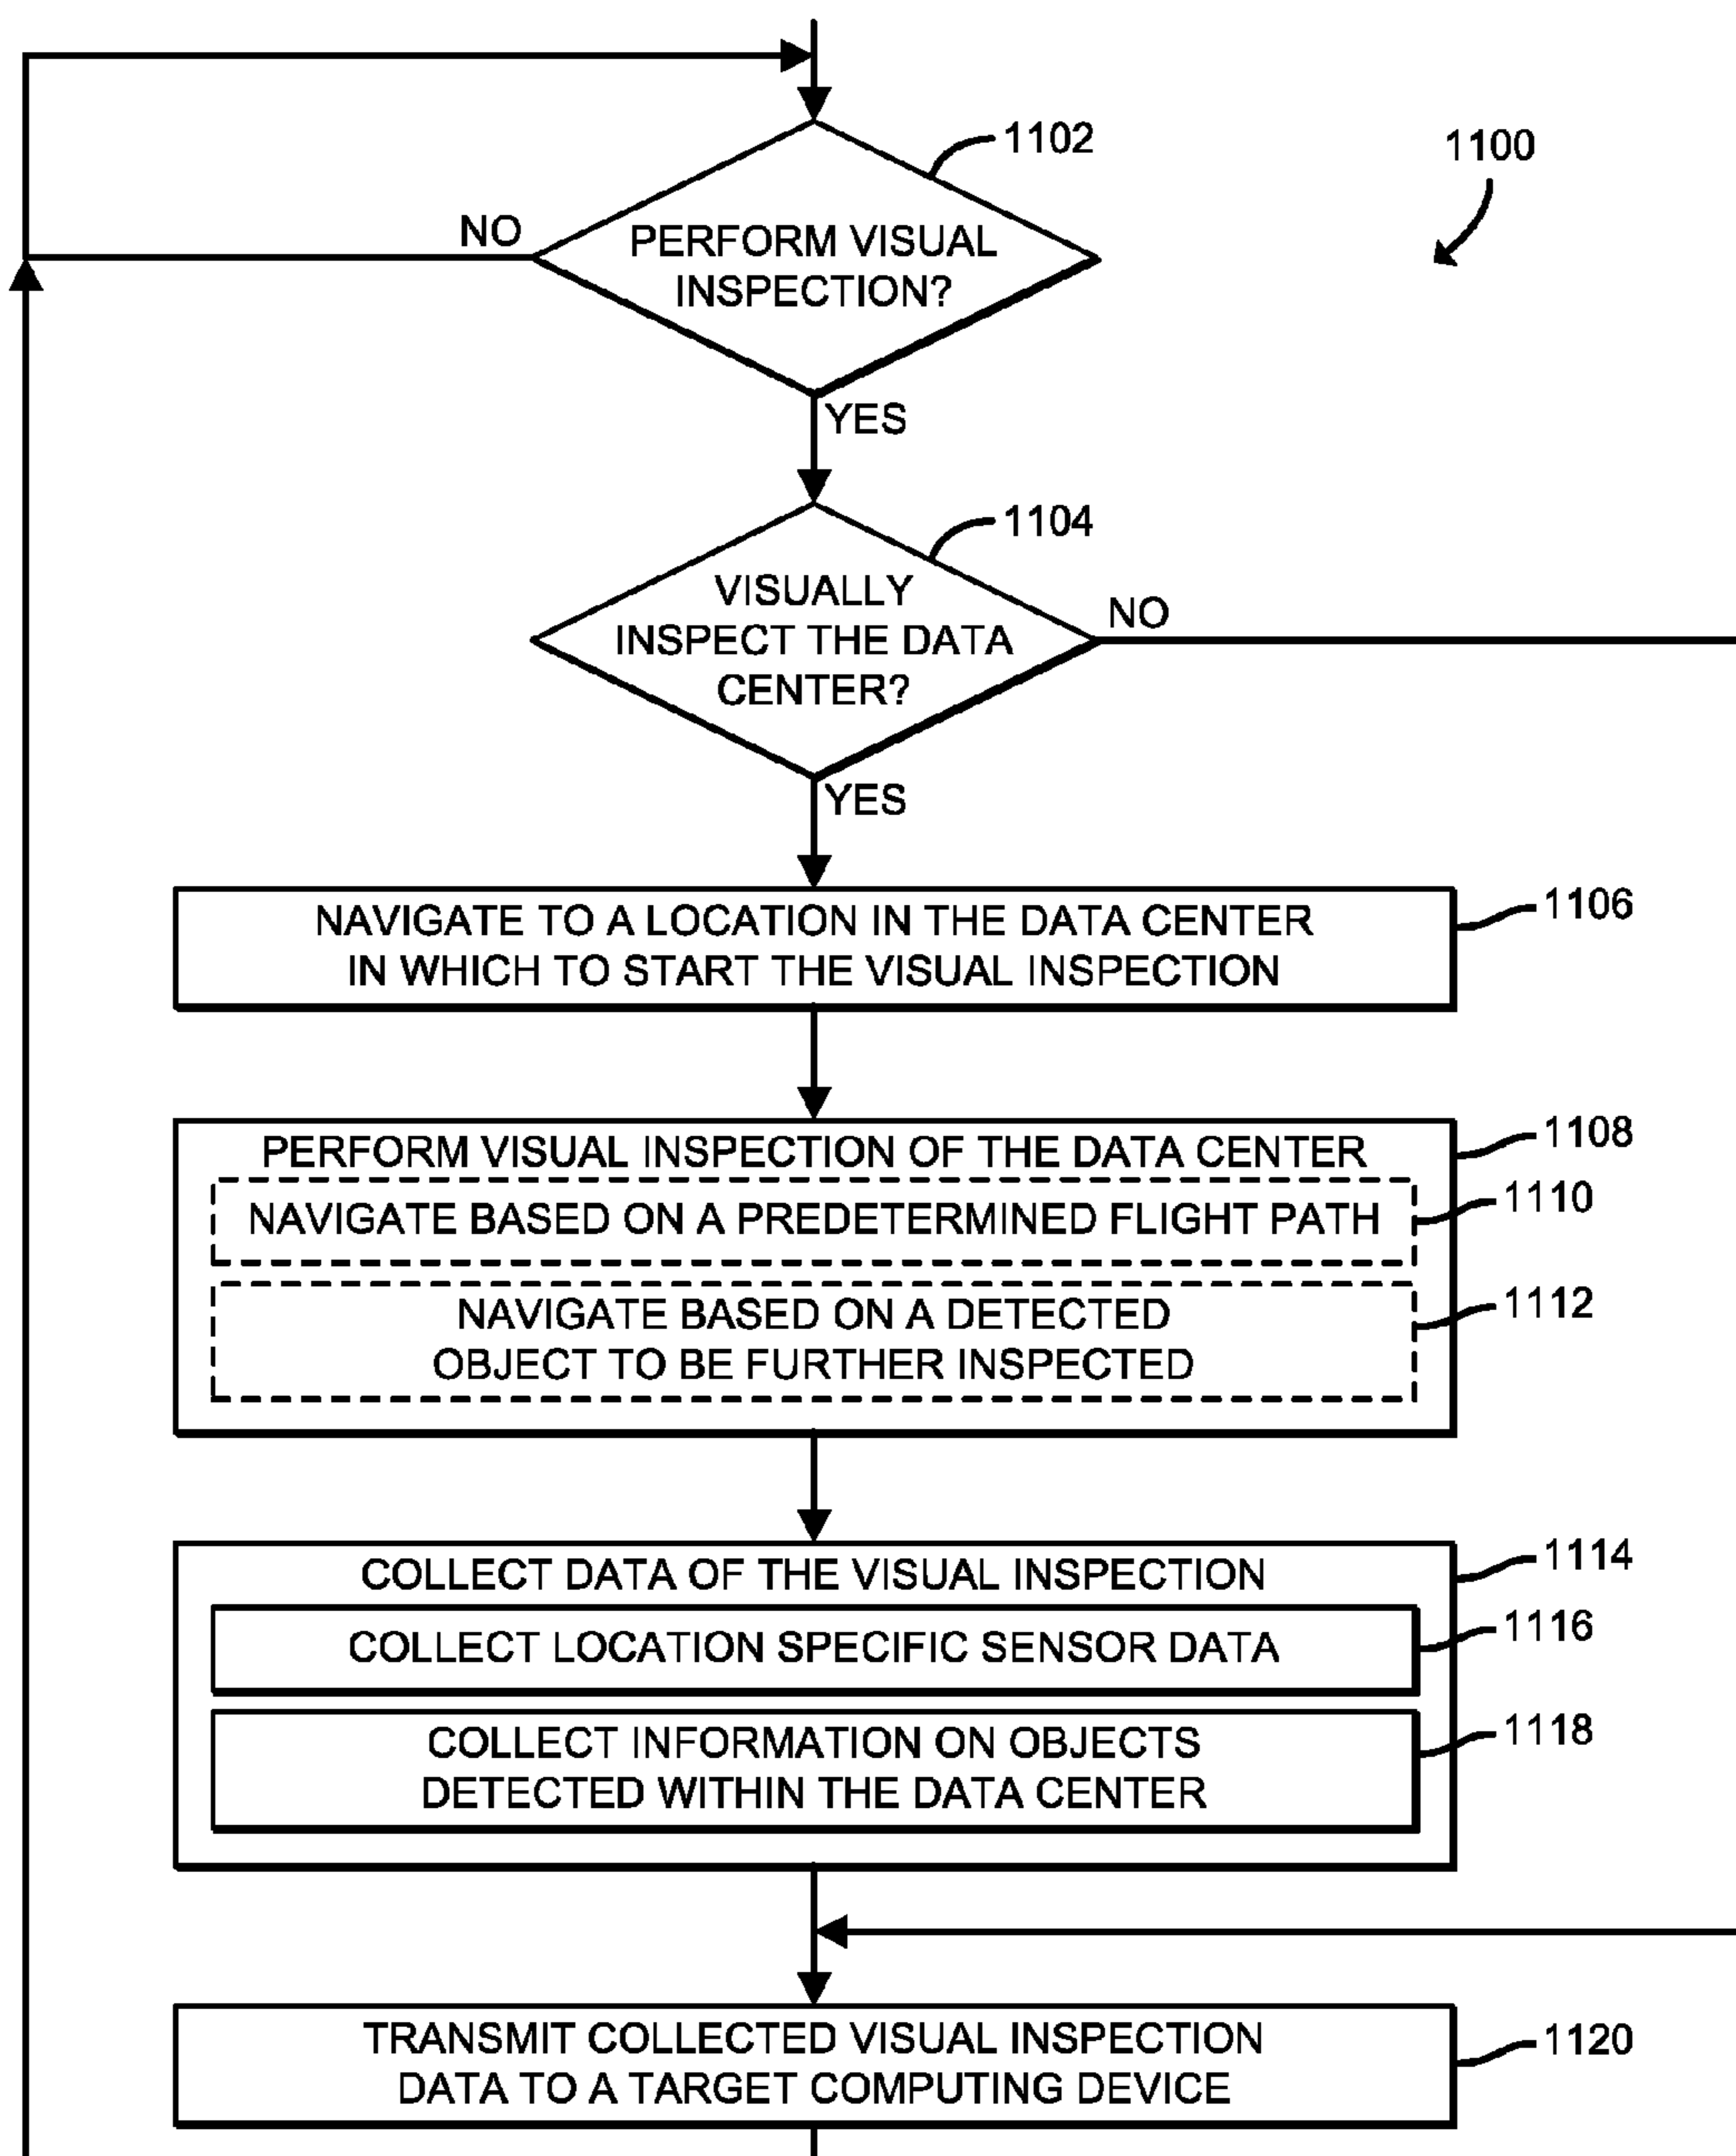 1102
1100
NO
PERFORM VISUAL
INSPECTION?
YES
1104
VISUALLY
INSPECT THE DATA
CENTER?
NO
YES
NAVIGATE TO A LOCATION IN THE DATA CENTER
IN WHICH TO START THE VISUAL INSPECTION
1106
PERFORM VISUAL INSPECTION OF THE DATA CENTER
1108
NAVIGATE BASED ON A PREDETERMINED FLIGHT PATH
1110
NAVIGATE BASED ON A DETECTED
OBJECT TO BE FURTHER INSPECTED
1112
COLLECT DATA OF THE VISUAL INSPECTION
1114
COLLECT LOCATION SPECIFIC SENSOR DATA
1116
COLLECT INFORMATION ON OBJECTS
DETECTED WITHIN THE DATA CENTER
1118
TRANSMIT COLLECTED VISUAL INSPECTION
DATA TO A TARGET COMPUTING DEVICE
1120